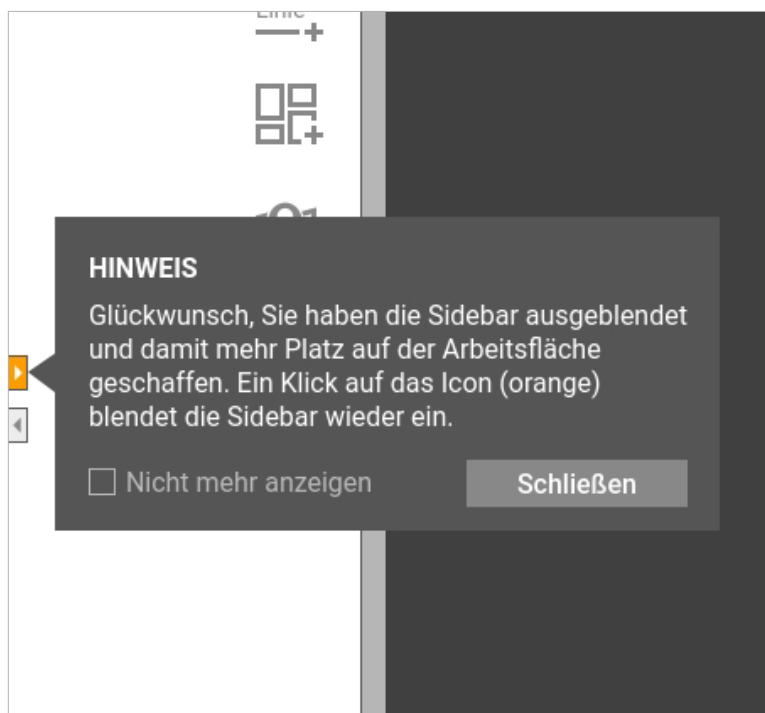 Linie
HINWEIS
Glückwunsch, Sie haben die Sidebar ausgeblendet
und damit mehr Platz auf der Arbeitsfläche
geschaffen. Ein Klick auf das Icon (orange)
blendet die Sidebar wieder ein.
Nicht mehr anzeigen
Schließen